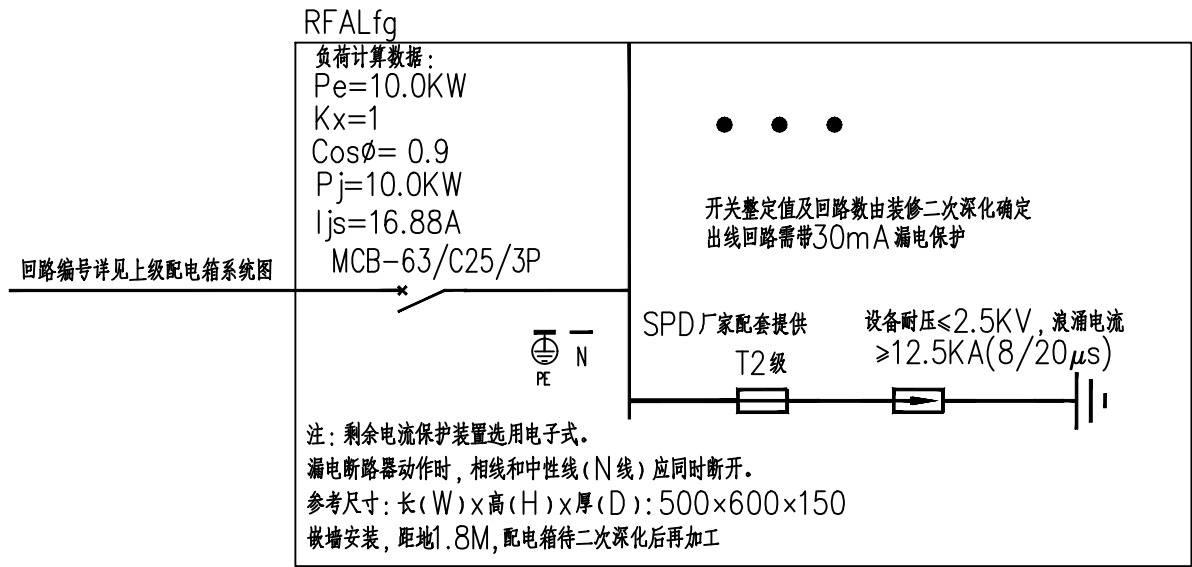 RFALfg
负荷计算数据:
Pe=10.0KW
Kx=1
CosØ= 0.9
Pj=10.0KW
Ijs=16.88A
MCB-63/C25/3P
回路编号详见上级配电箱系统图
开关整定值及回路数由装修二次深化确定
出线回路需带30mA漏电保护
SPD厂家配套提供
T2级
设备耐压≤2.5KV,浪涌电流
≥12.5KA(8/20μs)
N
PE
注:剩余电流保护装置选用电子式。
漏电断路器动作时,相线和中性线(N线)应同时断开。
参考尺寸:长(W)x高(H)x厚(D):500×600×150
嵌墙安装,距地1.8M,配电箱待二次深化后再加工